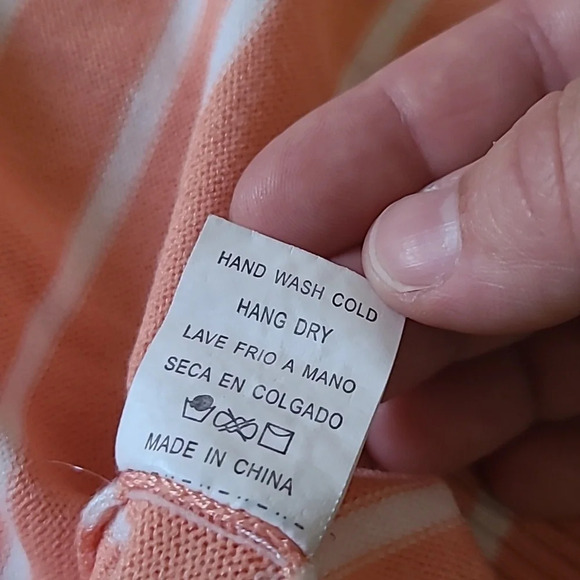 HAND WASH COLD
HANG DRY
LAVE FRIO A MANO
SECA EN COLGADO
MADE IN CHINA